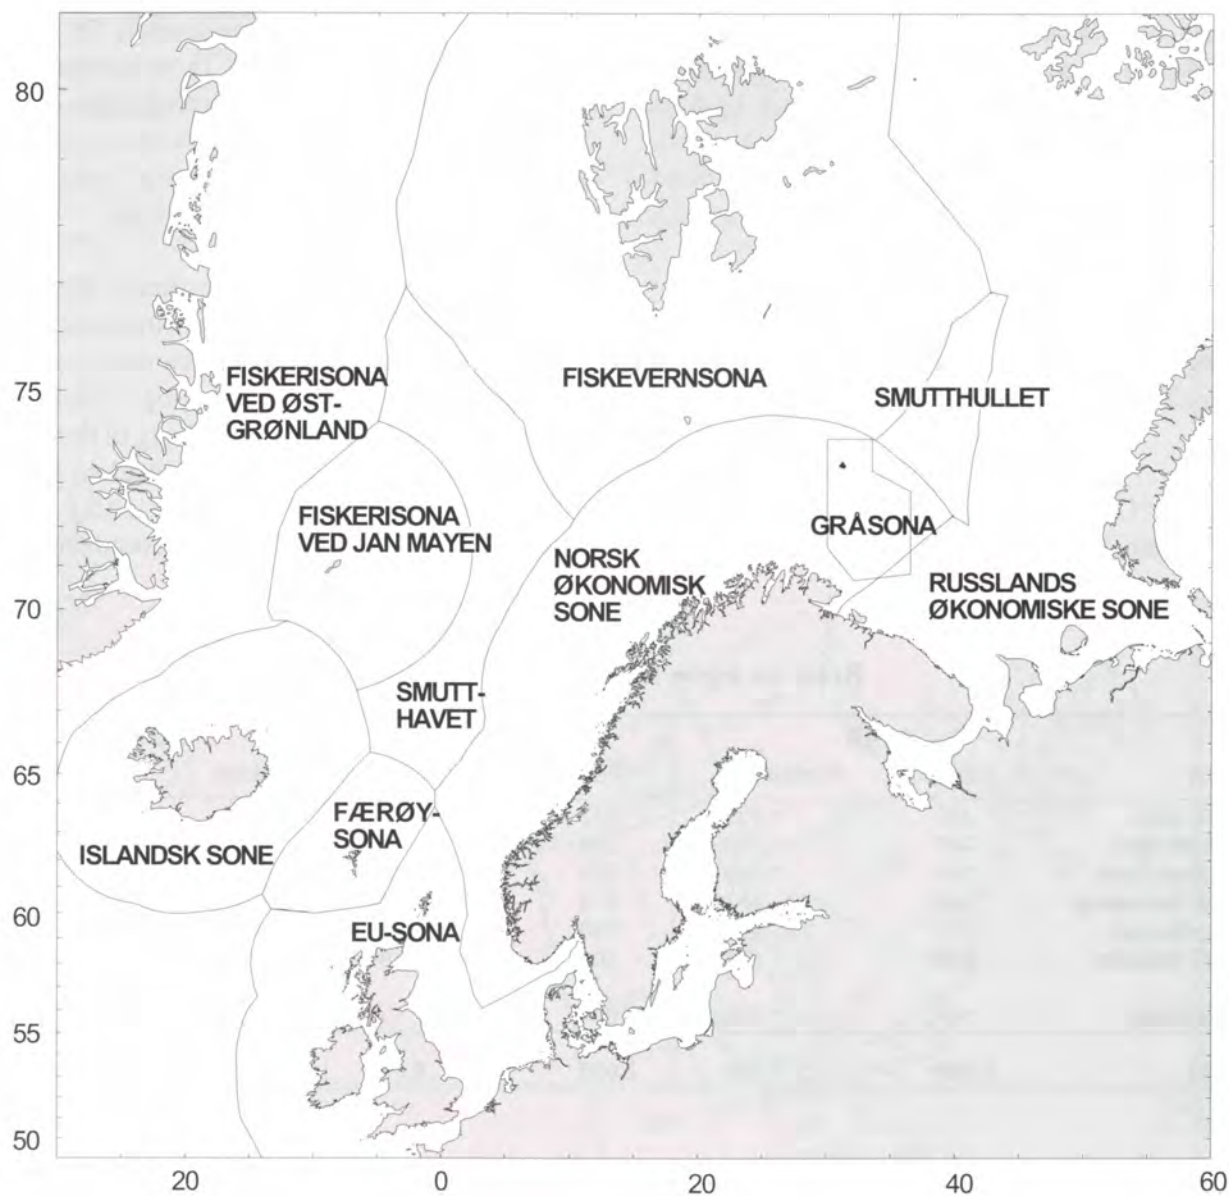 80
75
70
65
60
55
50
FISKERISONA
VED ØST-
GRØNLAND
FISKEVERNSONA
SMUTTHULLET
FISKERISONA
VED JAN MAYEN
GRÅSONA
NORSK
ØKONOMISK
SONE
RUSSLANDS
ØKONOMISKE SONE
SMUTT-
HAVET
FÆRØY-
SONA
ISLANDSK SONE
EU-SONA
20
0
20
40
60